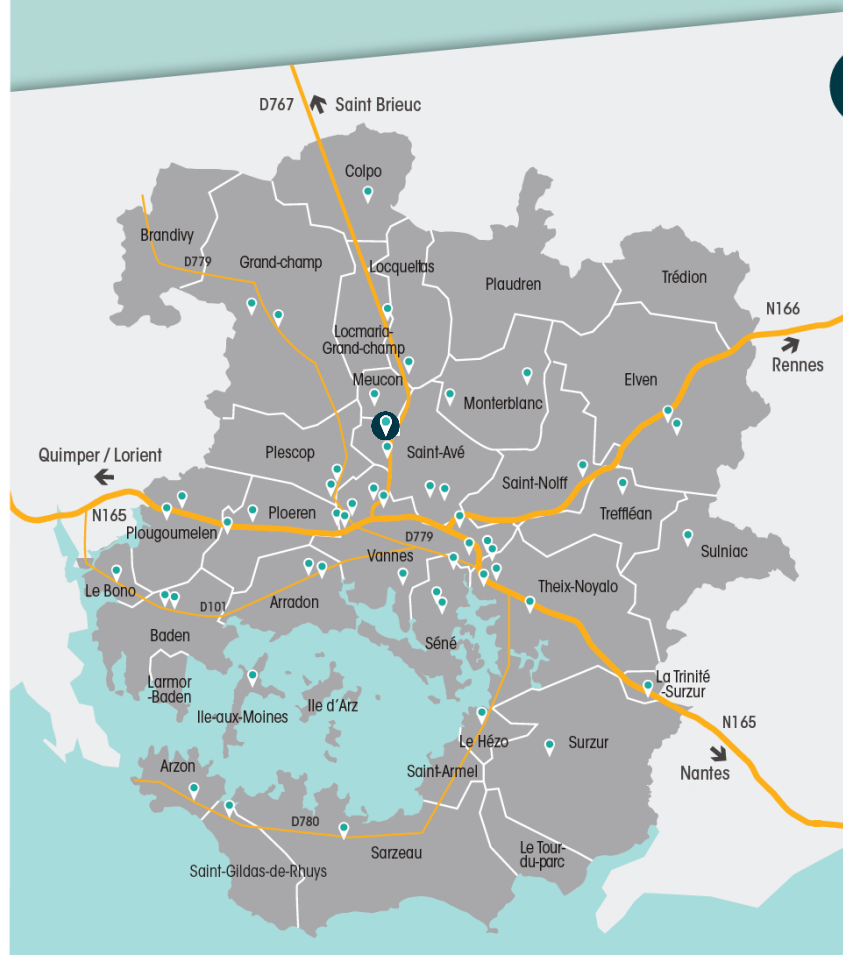 D767
Saint Brieuc
Colpo
Brandivy
D779
Grand-champ
Locqueltas
Plaudren
Trédion
N166
Rennes
Locmaria-
Grand-champ
Meucon
Elven
Monterblanc
Quimper / Lorient
Plescop
Saint-Avé
Saint-Nolff
N165
Plougoumelen
Ploeren
Treffléan
D779
Vannes
Sulniac
Le Bono
D101
Arradon
Theix-Noyalo
Baden
Séné
Larmor
-Baden
Ile-aux-Moines
Ile d'Arz
La Trinité
-Surzur
N165
Nantes
Le Hézo
Surzur
Arzon
Saint-Armel
D780
Sarzeau
Le Tour-
du-parc
Saint-Gildas-de-Rhuys